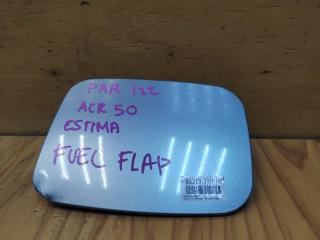 PAR 122
ACR 50
ESTIMA
FUEL FLAP